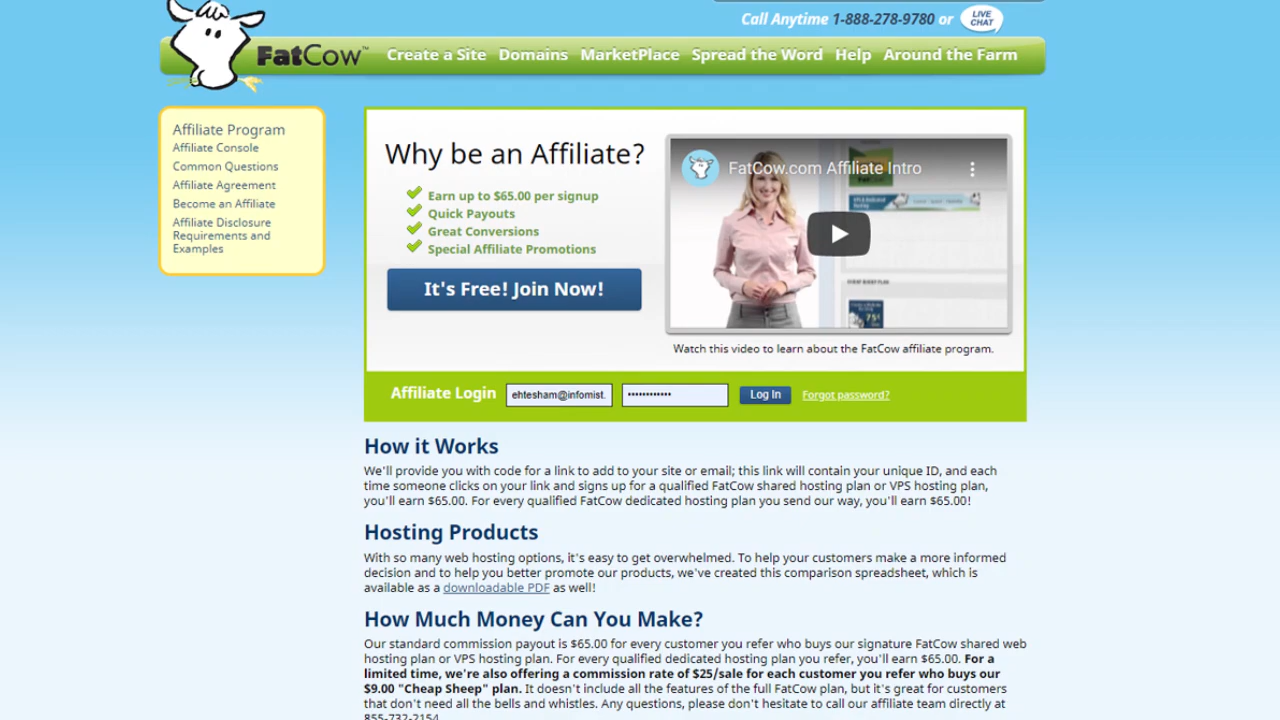 Call Anytime 1-888-278-9780 or LIVE CHAT
FatCow™ Create a Site Domains MarketPlace Spread the Word Help Around the Farm
Affiliate Program
Affiliate Console
Common Questions
Affiliate Agreement
Become an Affiliate
Affiliate Disclosure
Requirements and
Examples
Why be an Affiliate?
Earn up to $65.00 per signup
Quick Payouts
Great Conversions
Special Affiliate Promotions
It's Free! Join Now!
FatCow.com Affiliate Intro
Watch this video to learn about the FatCow affiliate program.
Affiliate Login ehtesham@infomist. •••••••••••• Log In Forgot password?
How it Works
We'll provide you with code for a link to add to your site or email; this link will contain your unique ID, and each
time someone clicks on your link and signs up for a qualified FatCow shared hosting plan or VPS hosting plan,
you'll earn $65.00. For every qualified FatCow dedicated hosting plan you send our way, you'll earn $65.00!
Hosting Products
With so many web hosting options, it's easy to get overwhelmed. To help your customers make a more informed
decision and to help you better promote our products, we've created this comparison spreadsheet, which is
available as a downloadable PDF as well!
How Much Money Can You Make?
Our standard commission payout is $65.00 for every customer you refer who buys our signature FatCow shared web
hosting plan or VPS hosting plan. For every qualified dedicated hosting plan you refer, you'll earn $65.00. For a
limited time, we're also offering a commission rate of $25/sale for each customer you refer who buys our
$9.00 "Cheap Sheep" plan. It doesn't include all the features of the full FatCow plan, but it's great for customers
that don't need all the bells and whistles. Any questions, please don't hesitate to call our affiliate team directly at
855-732-2154